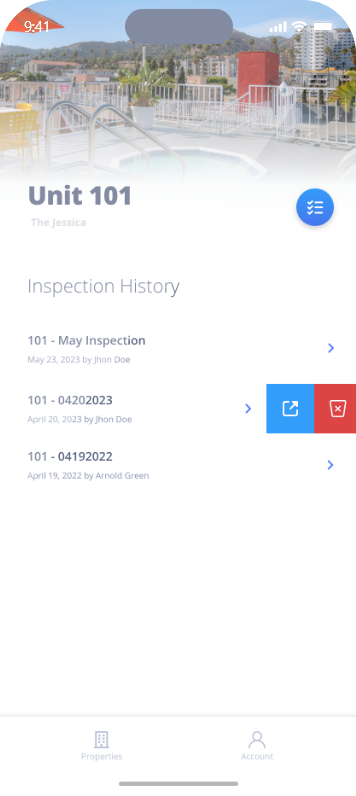 9:41
Unit 101
The Jessica
Inspection History
101 - May Inspection
May 23, 2023 by Jhon Doe
101 - 04202023
April 20, 2023 by Jhon Doe
101 - 04192022
April 19, 2022 by Arnold Green
Properties
Account